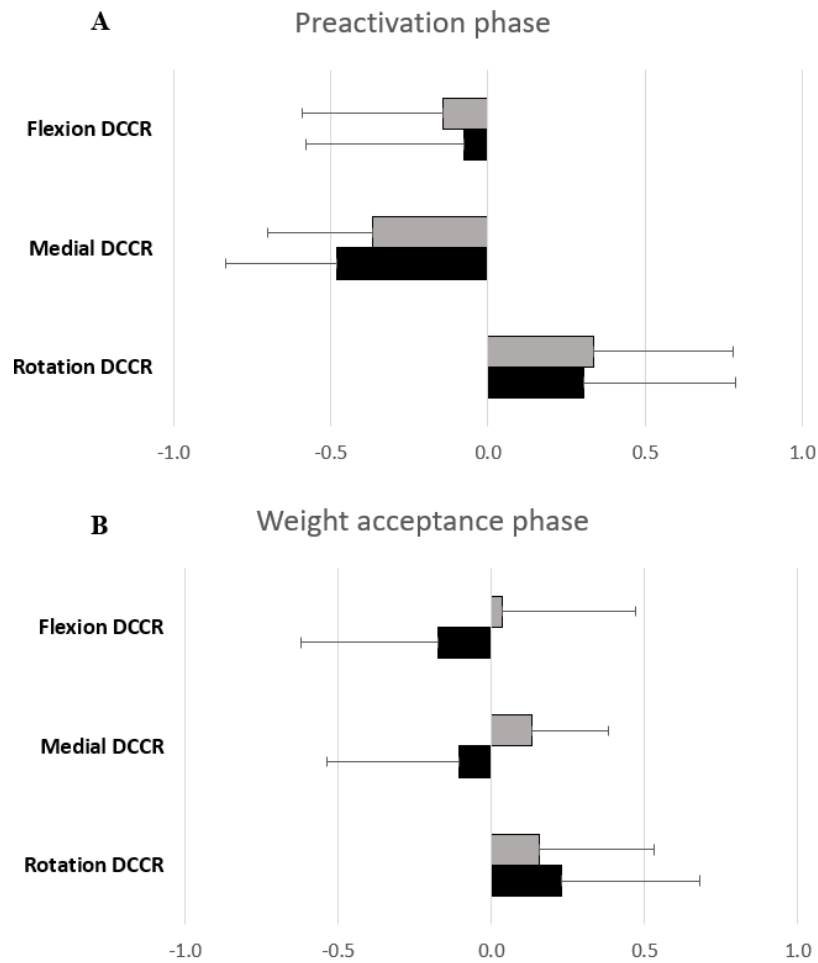 A
Preactivation phase
Flexion DCCR
Medial DCCR
Rotation DCCR
-1.0 -0.5 0.0 0.5 1.0
B
Weight acceptance phase
Flexion DCCR
Medial DCCR
Rotation DCCR
-1.0 -0.5 0.0 0.5 1.0